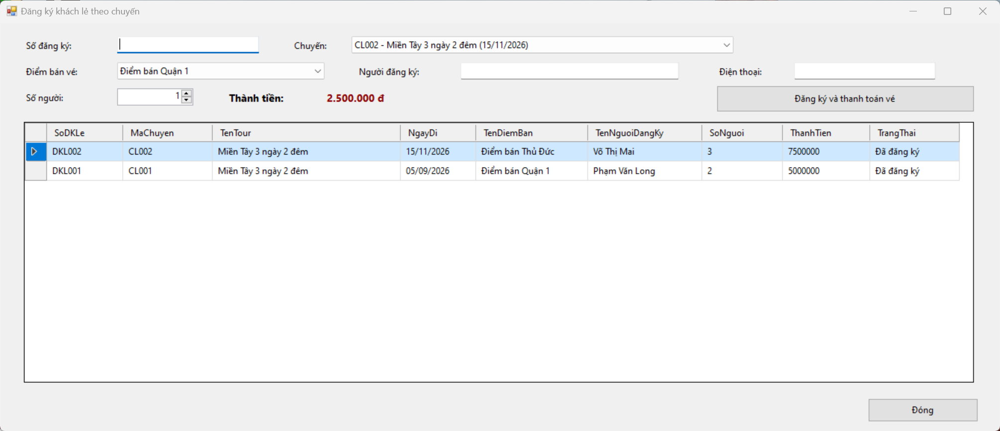 Đăng ký khách lẻ theo chuyến
Số đăng ký: Chuyến: CL002 - Miền Tây 3 ngày 2 đêm (15/11/2026)
Điểm bán vé: Điểm bán Quận 1 Người đăng ký: Điện thoại:
Số người: 1 Thành tiền: 2.500.000 đ Đăng ký và thanh toán vé
SoDKLe MaChuyen TenTour NgayDi TenDiemBan TenNguoiDangKy SoNguoi ThanhTien TrangThai
DKL002 CL002 Miền Tây 3 ngày 2 đêm 15/11/2026 Điểm bán Thủ Đức Võ Thị Mai 3 7500000 Đã đăng ký
DKL001 CL001 Miền Tây 3 ngày 2 đêm 05/09/2026 Điểm bán Quận 1 Phạm Văn Long 2 5000000 Đã đăng ký
Đóng